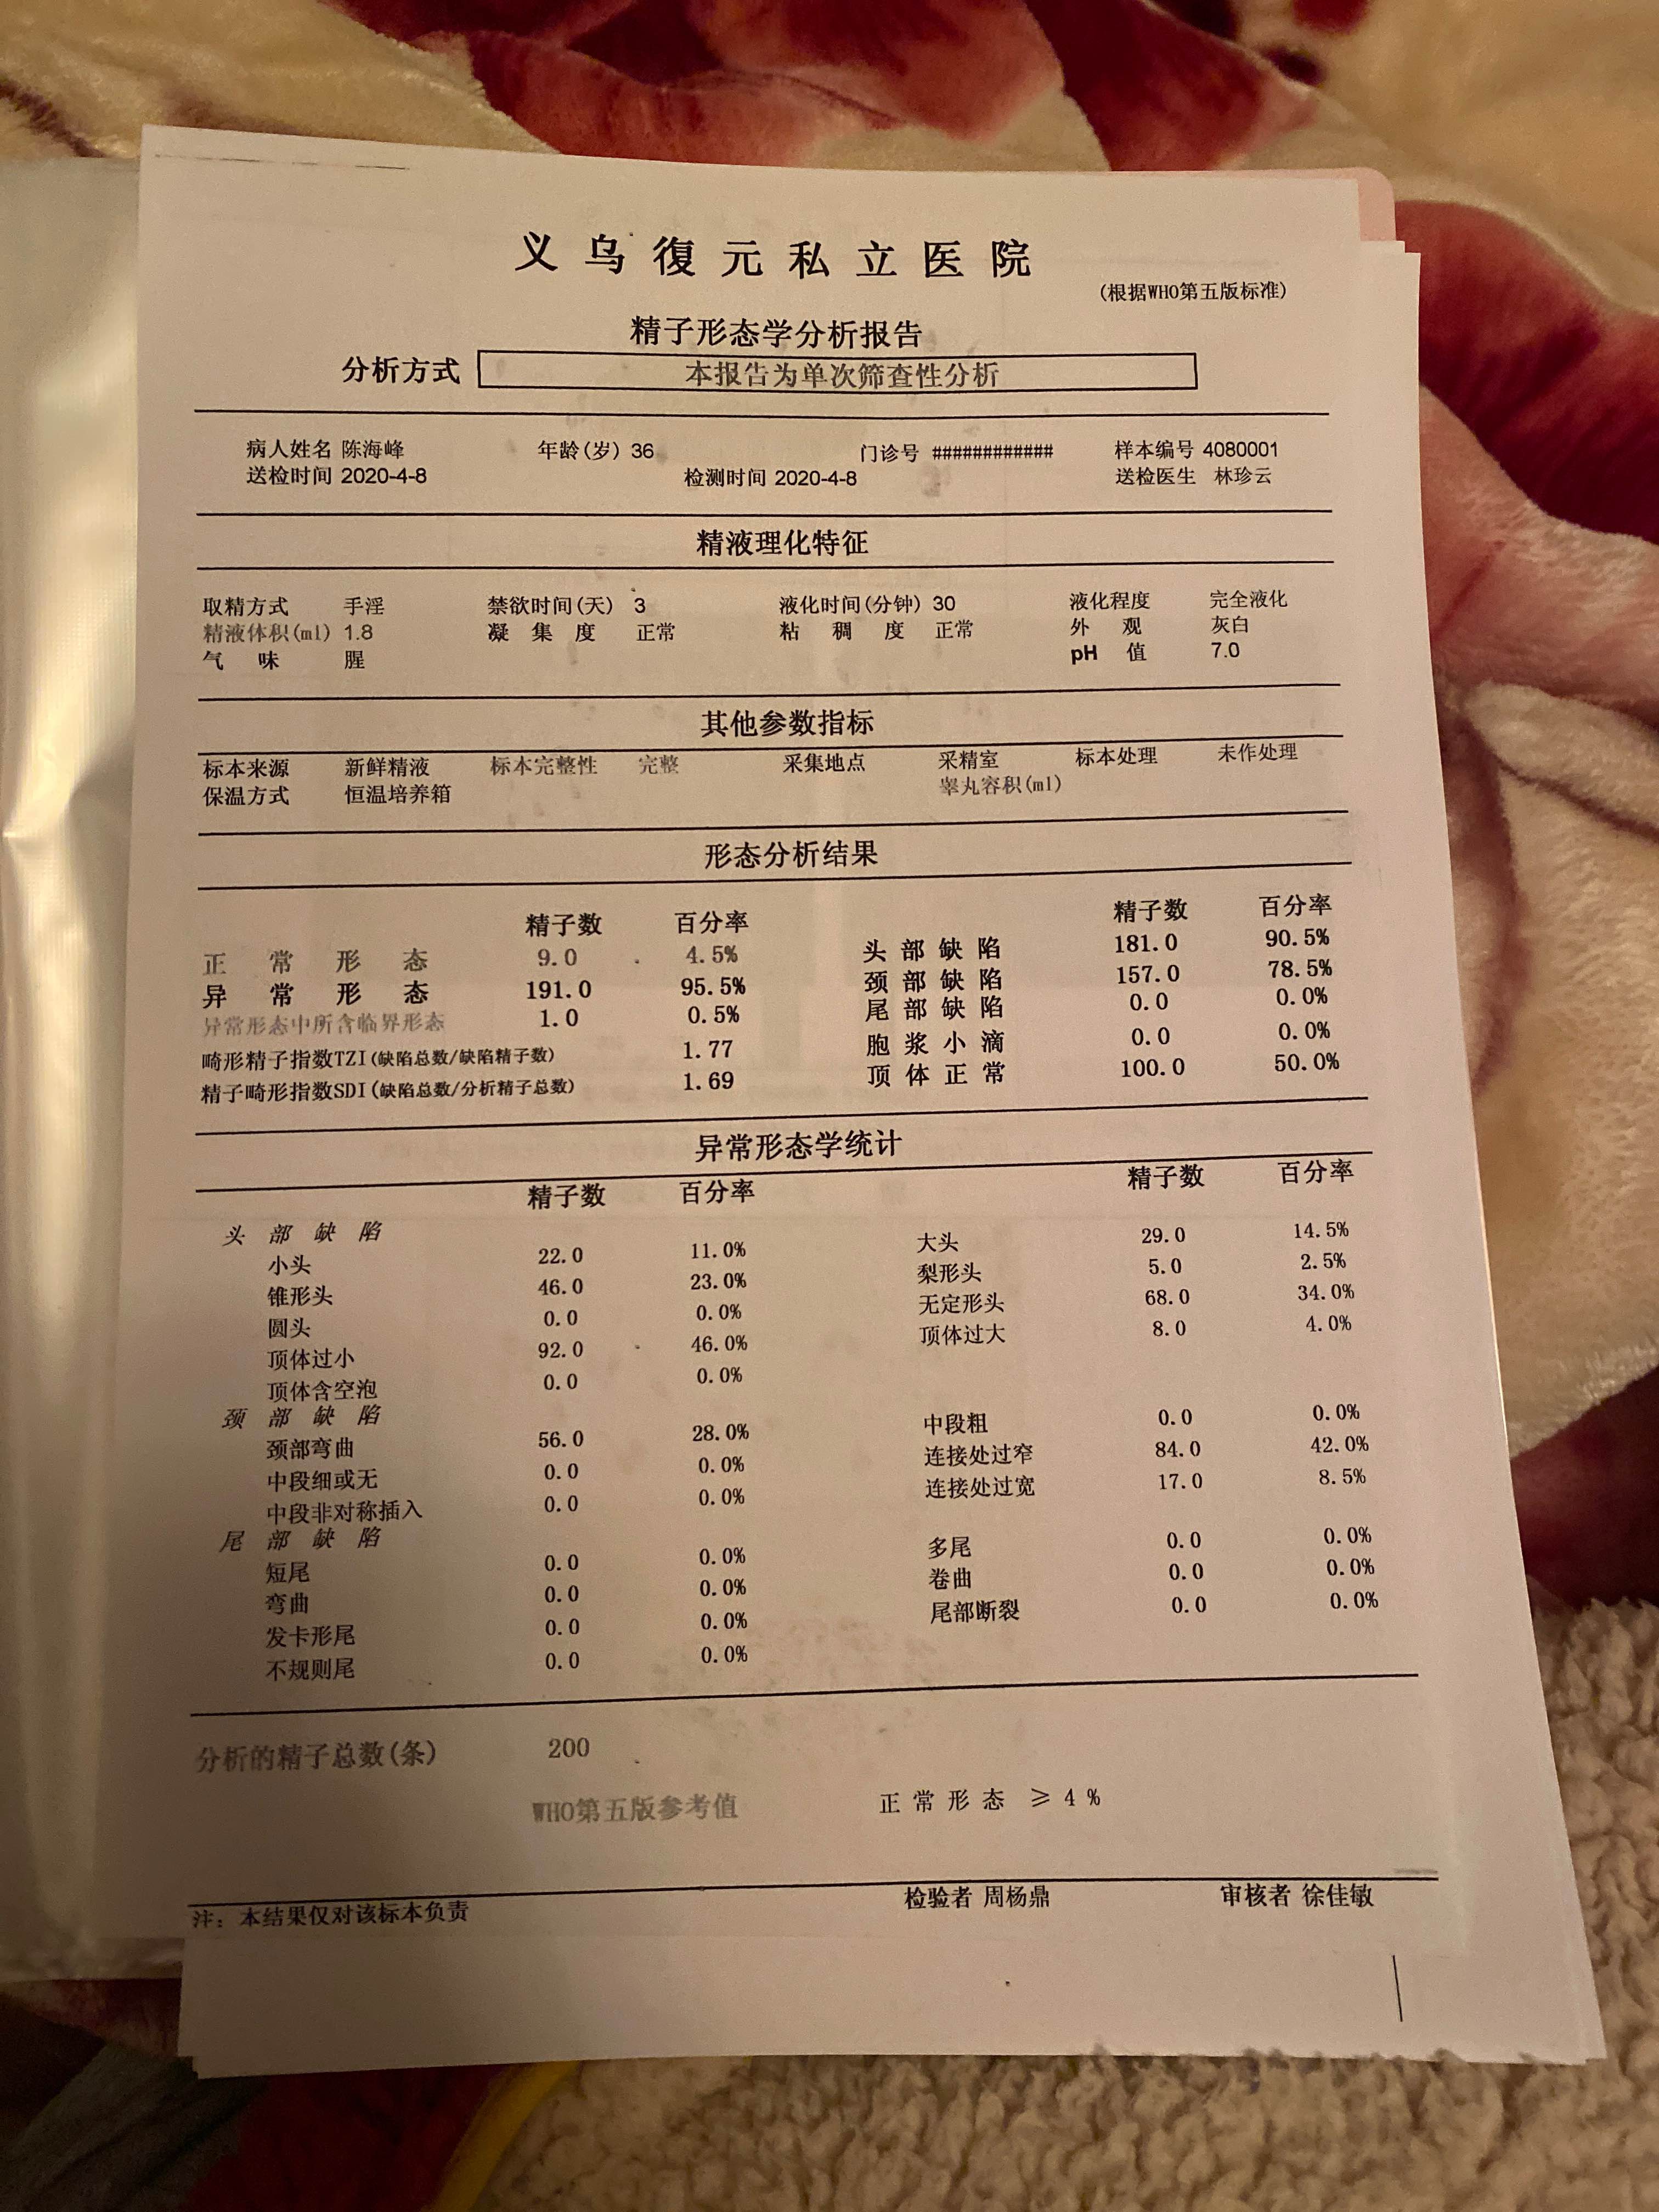 义乌復元私立医院
(根据WHO第五版标准)
精子形态学分析报告
分析方式 本报告为单次筛查性分析
病人姓名 陈海峰 年龄(岁) 36 门诊号 ############ 样本编号 4080001
送检时间 2020-4-8 检测时间 2020-4-8 送检医生 林珍云
精液理化特征
取精方式 手淫 禁欲时间(天) 3 液化时间(分钟) 30 液化程度 完全液化
精液体积(ml) 1.8 凝集度 正常 粘稠度 正常 外观 灰白
气味 腥 pH 值 7.0
其他参数指标
标本来源 新鲜精液 标本完整性 完整 采集地点 采精室 标本处理 未作处理
保温方式 恒温培养箱 睾丸容积(ml)
形态分析结果
精子数 百分率 精子数 百分率
正常形态 9.0 4.5% 头部缺陷 181.0 90.5%
异常形态 191.0 95.5% 颈部缺陷 157.0 78.5%
异常形态中所含临界形态 1.0 0.5% 尾部缺陷 0.0 0.0%
畸形精子指数TZI(缺陷总数/缺陷精子数) 1.77 胞浆小滴 0.0 0.0%
精子畸形指数SDI(缺陷总数/分析精子总数) 1.69 顶体正常 100.0 50.0%
异常形态学统计
精子数 百分率 精子数 百分率
头部缺陷
小头 22.0 11.0% 大头 29.0 14.5%
锥形头 46.0 23.0% 梨形头 5.0 2.5%
圆头 0.0 0.0% 无定形头 68.0 34.0%
顶体过小 92.0 46.0% 顶体过大 8.0 4.0%
顶体含空泡 0.0 0.0%
颈部缺陷
颈部弯曲 56.0 28.0% 中段粗 0.0 0.0%
中段细或无 0.0 0.0% 连接处过窄 84.0 42.0%
中段非对称插入 0.0 0.0% 连接处过宽 17.0 8.5%
尾部缺陷
短尾 0.0 0.0% 多尾 0.0 0.0%
弯曲 0.0 0.0% 卷曲 0.0 0.0%
发卡形尾 0.0 0.0% 尾部断裂 0.0 0.0%
不规则尾 0.0 0.0%
分析的精子总数(条) 200
WHO第五版参考值 正常形态 ≥4%
注：本结果仅对该标本负责 检验者 周杨鼎 审核者 徐佳敏